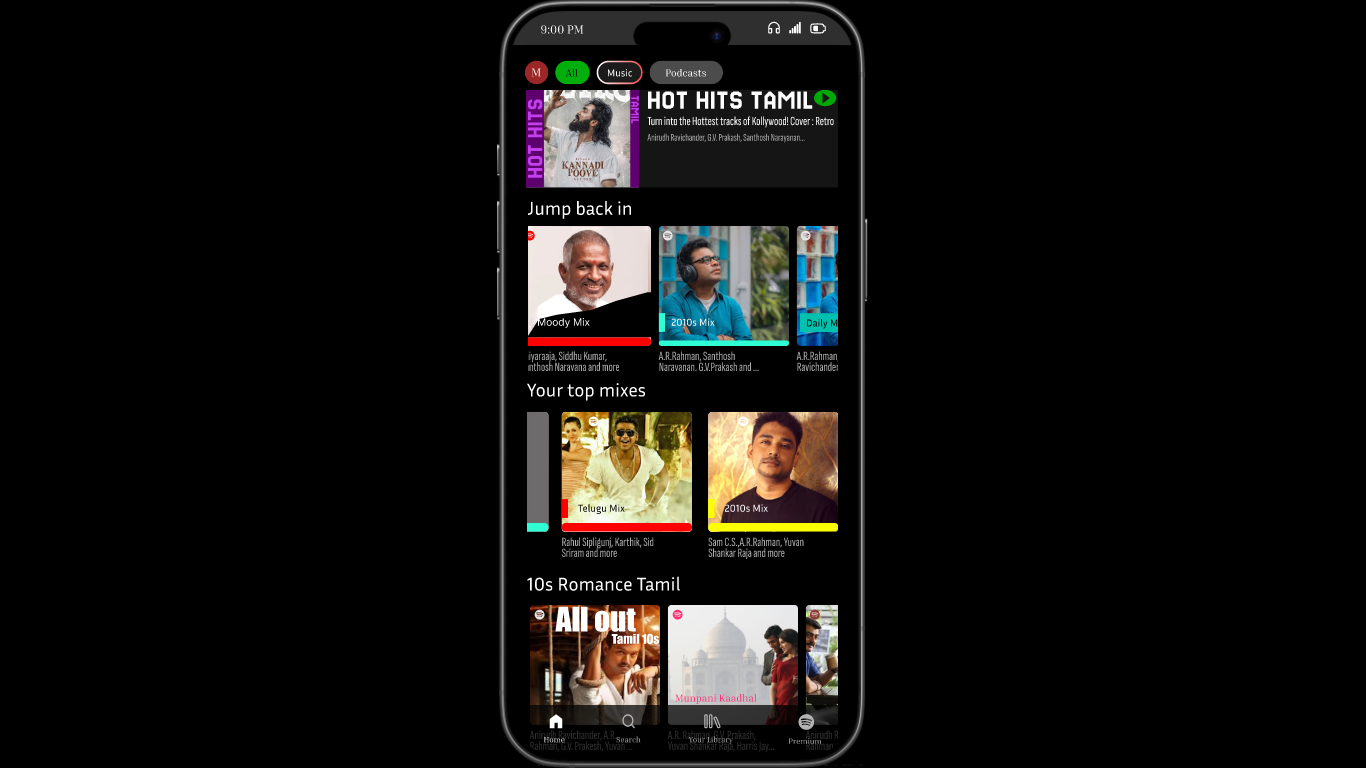 9:00 PM
M
All
Music
Podcasts
HOT HITS
TAMIL
KANNADI
POOVE
HOT HITS TAMIL
Turn into the Hottest tracks of Kollywood! Cover : Retro
Anirudh Ravichander, G.V. Prakash, Santhosh Narayanan...
Jump back in
Moody Mix
2010s Mix
Daily M
iyaraaja, Siddhu Kumar,
nthosh Naravana and more
A.R.Rahman, Santhosh
Naravanan. G.V.Prakash and ...
A.R.Rahman,
Ravichander
Your top mixes
Telugu Mix
2010s Mix
Rahul Sipligunj, Karthik, Sid
Sriram and more
Sam C.S.,A.R.Rahman, Yuvan
Shankar Raja and more
10s Romance Tamil
All out
Tamil 10s
Munpani Kaadhal
Anirudh Ravichander, A.R.
Rahman, G.V. Prakesh, Yuvan ...
A.R. Rahman, G.V. Prakash,
Yuvan Shankar Raja, Harris Jay...
Anirudh R
Rahman
Home
Search
Your Library
Premium